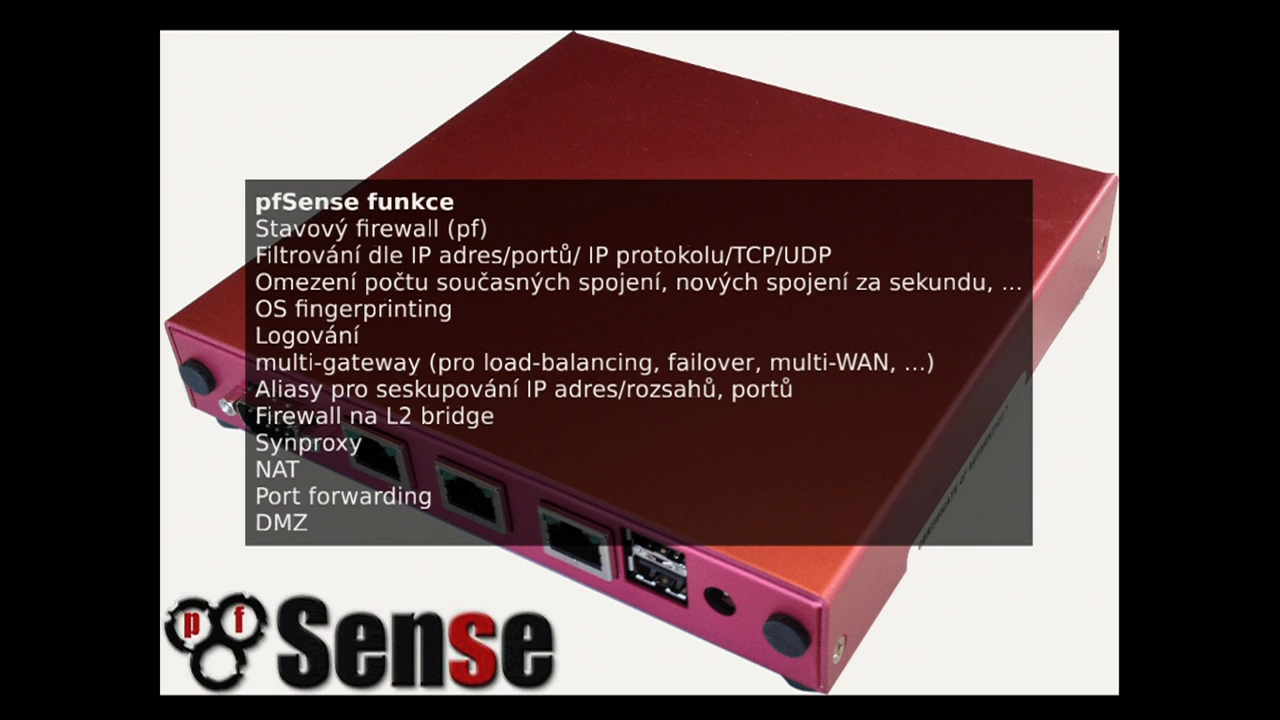 pfSense funkce
Stavový firewall (pf)
Filtrování dle IP adres/portů/ IP protokolu/TCP/UDP
Omezení počtu současných spojení, nových spojení za sekundu, ...
OS fingerprinting
Logování
multi-gateway (pro load-balancing, failover, multi-WAN, ...)
Aliasy pro seskupování IP adres/rozsahů, portů
Firewall na L2 bridge
Synproxy
NAT
Port forwarding
DMZ
pf Sense